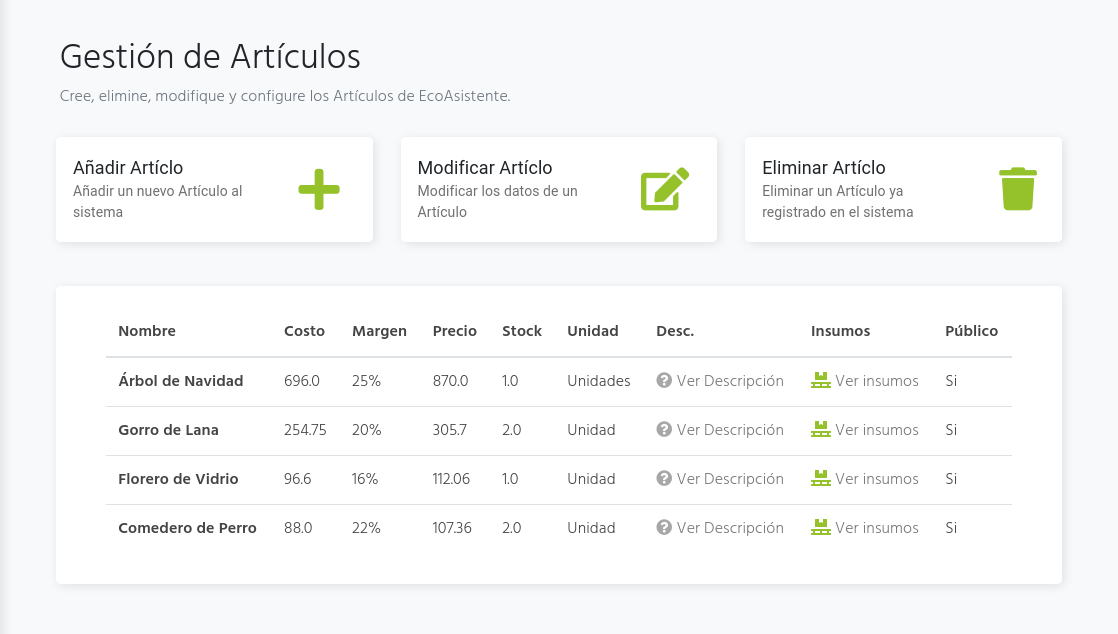 Gestión de Artículos
Cree, elimine, modifique y configure los Artículos de EcoAsistente.
Añadir Artíclo
Añadir un nuevo Artículo al
sistema
Modificar Artíclo
Modificar los datos de un
Artículo
Eliminar Artíclo
Eliminar un Artículo ya
registrado en el sistema
Nombre Costo Margen Precio Stock Unidad Desc. Insumos Público
Árbol de Navidad 696.0 25% 870.0 1.0 Unidades Ver Descripción Ver insumos Si
Gorro de Lana 254.75 20% 305.7 2.0 Unidad Ver Descripción Ver insumos Si
Florero de Vidrio 96.6 16% 112.06 1.0 Unidad Ver Descripción Ver insumos Si
Comedero de Perro 88.0 22% 107.36 2.0 Unidad Ver Descripción Ver insumos Si